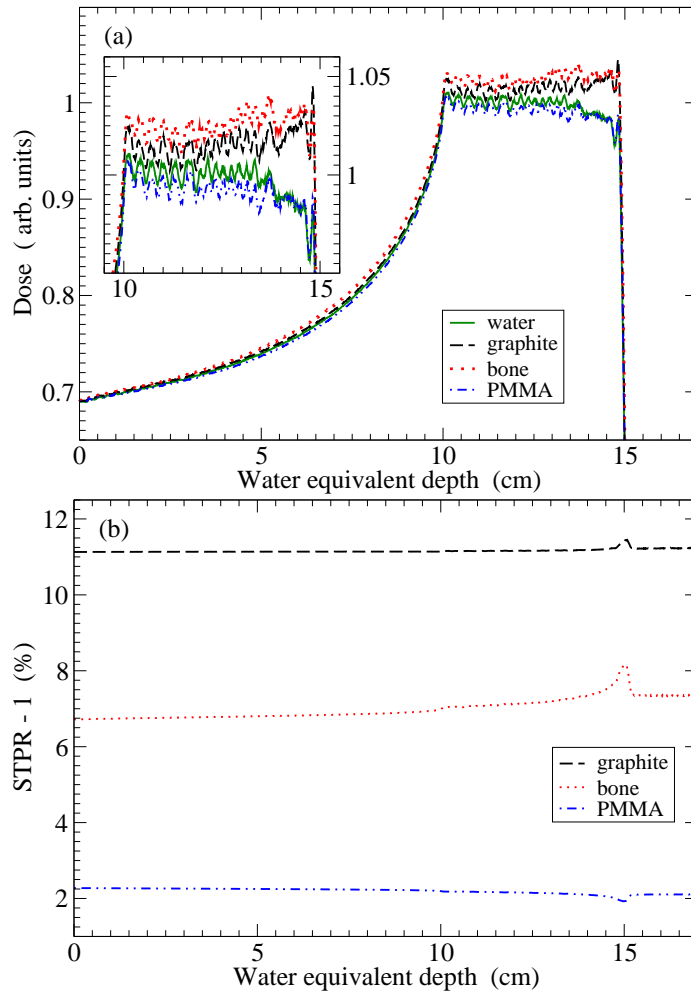 (a)
1.05
1
10
15
1
0.9
0.8
0.7
Dose ( arb. units)
water
graphite
bone
PMMA
0
5
10
15
Water equivalent depth (cm)
(b)
12
10
8
6
4
2
STPR - 1 (%)
graphite
bone
PMMA
0
5
10
15
Water equivalent depth (cm)